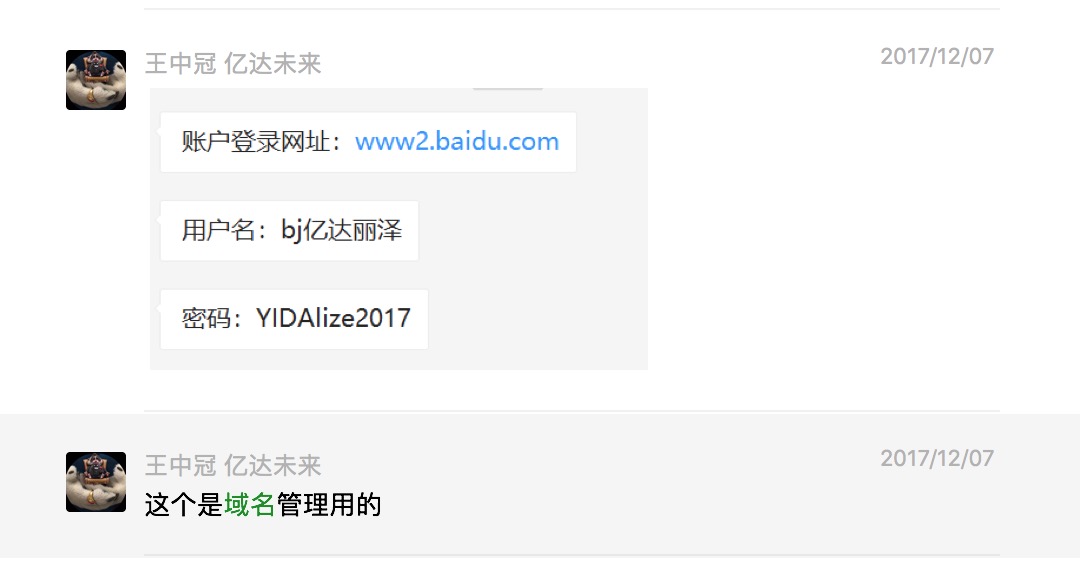 王中冠 亿达未来
2017/12/07
账户登录网址：www2.baidu.com
用户名：bj亿达丽泽
密码：YIDAlize2017
王中冠 亿达未来
2017/12/07
这个是域名管理用的